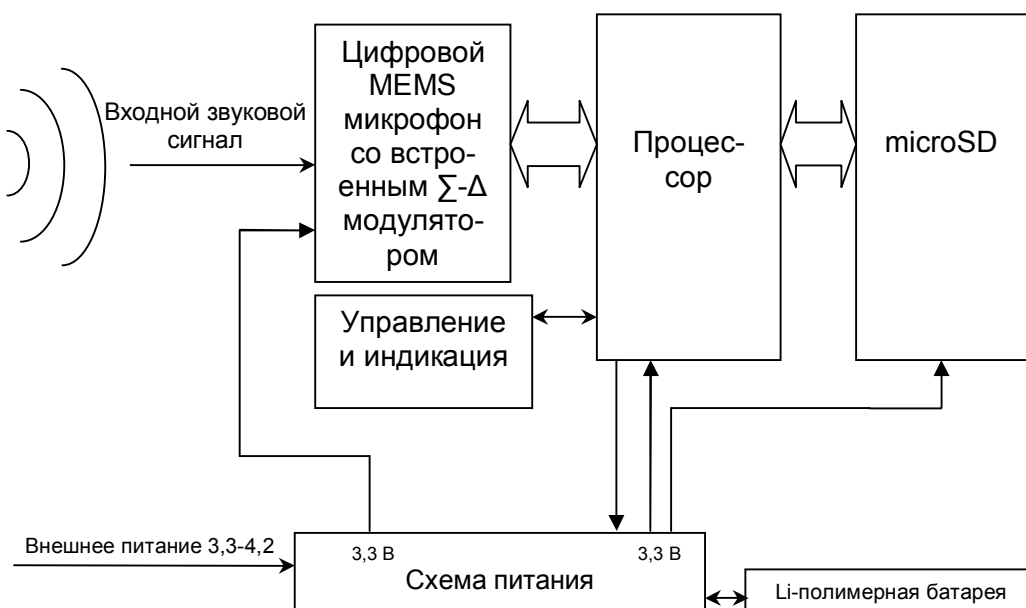 Входной звуковой
сигнал
Цифровой
MEMS
микрофон
со встро-
енным ∑-Δ
модулято-
ром
Процес-
сор
microSD
Управление
и индикация
Внешнее питание 3,3-4,2
3,3 В
3,3 В
Схема питания
Li-полимерная батарея